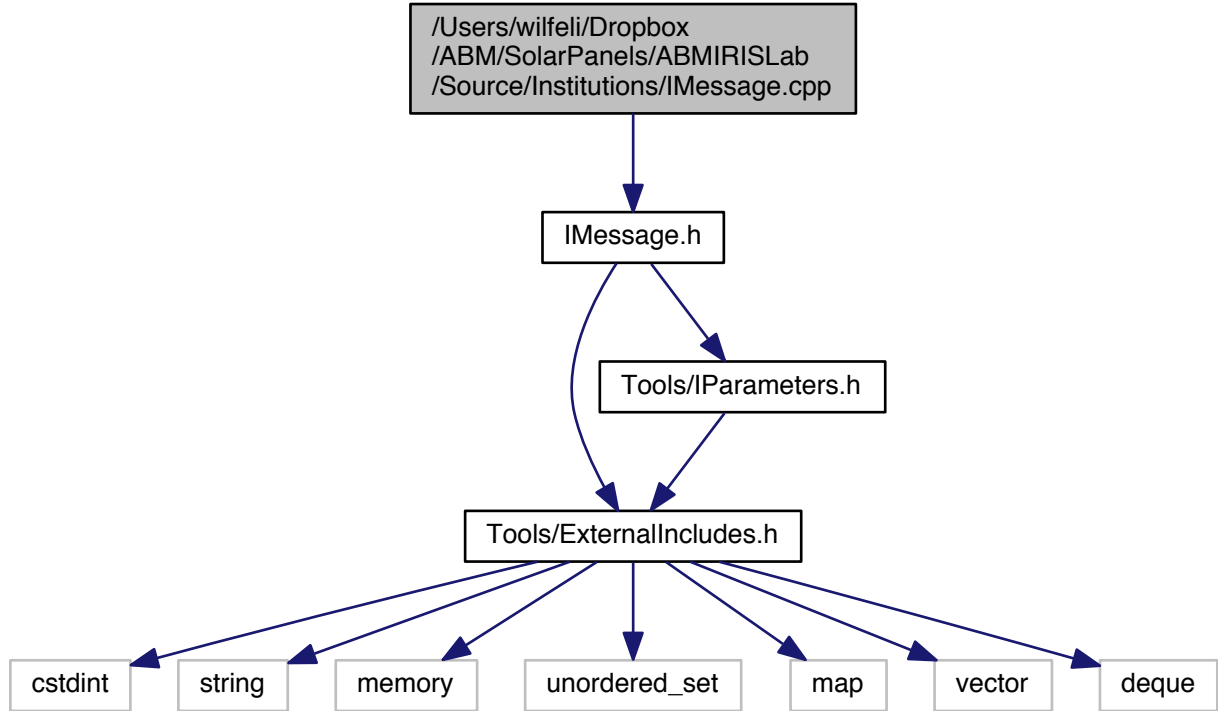 /Users/wilfeli/Dropbox
/ABM/SolarPanels/ABMIRISLab
/Source/Institutions/IMessage.cpp
IMessage.h
Tools/IParameters.h
Tools/ExternalIncludes.h
cstdint
string
memory
unordered_set
map
vector
deque